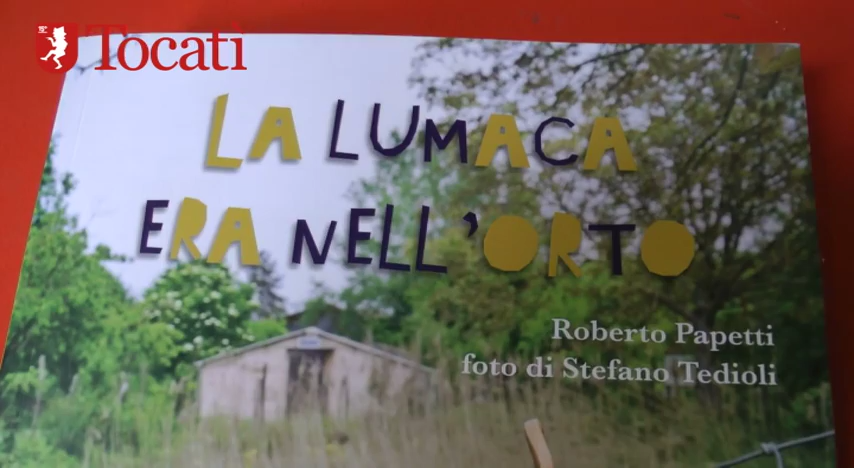 Tocati
LA LUMACA
ERA NELL'ORTO
Roberto Papetti
foto di Stefano Tedioli